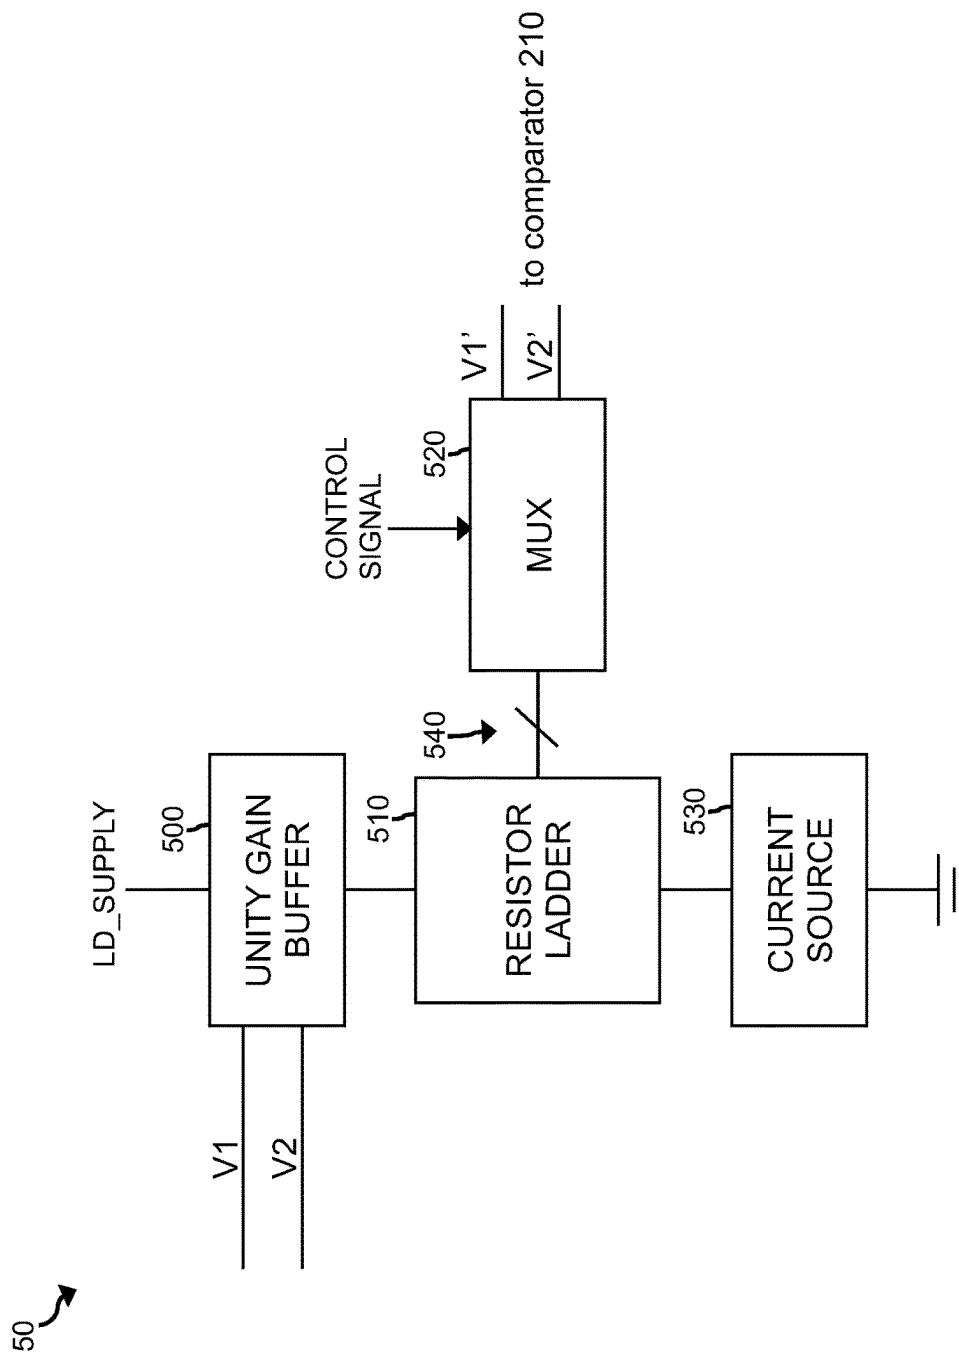 50
V1
V2
LD_SUPPLY
500
UNITY GAIN
BUFFER
510
RESISTOR
LADDER
530
CURRENT
SOURCE
540
CONTROL
SIGNAL
520
MUX
V1'
V2'
to comparator 210